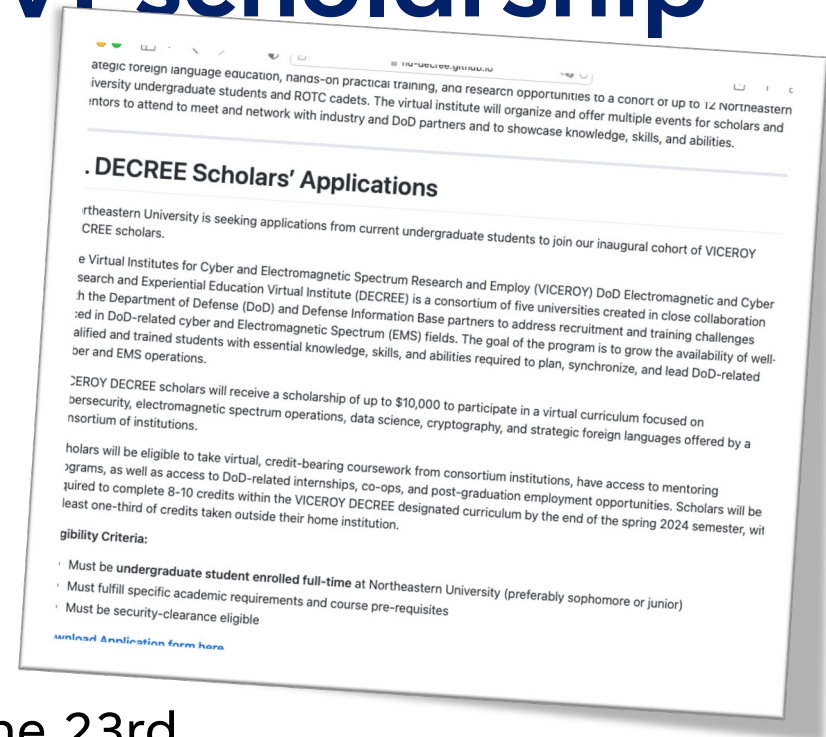 VI scholarship
nu-decree.github.io
ategic foreign language education, hands-on practical training, and research opportunities to a cohort of up to 12 Northeastern
iversity undergraduate students and ROTC cadets. The virtual institute will organize and offer multiple events for scholars and
entors to attend to meet and network with industry and DoD partners and to showcase knowledge, skills, and abilities.
. DECREE Scholars' Applications
rtheastern University is seeking applications from current undergraduate students to join our inaugural cohort of VICEROY
CREE scholars.
e Virtual Institutes for Cyber and Electromagnetic Spectrum Research and Employ (VICEROY) DoD Electromagnetic and Cyber
search and Experiential Education Virtual Institute (DECREE) is a consortium of five universities created in close collaboration
h the Department of Defense (DoD) and Defense Information Base partners to address recruitment and training challenges
ced in DoD-related cyber and Electromagnetic Spectrum (EMS) fields. The goal of the program is to grow the availability of well-
alified and trained students with essential knowledge, skills, and abilities required to plan, synchronize, and lead DoD-related
ber and EMS operations.
CEROY DECREE scholars will receive a scholarship of up to $10,000 to participate in a virtual curriculum focused on
bersecurity, electromagnetic spectrum operations, data science, cryptography, and strategic foreign languages offered by a
nsortium of institutions.
holars will be eligible to take virtual, credit-bearing coursework from consortium institutions, have access to mentoring
ograms, as well as access to DoD-related internships, co-ops, and post-graduation employment opportunities. Scholars will be
quired to complete 8-10 credits within the VICEROY DECREE designated curriculum by the end of the spring 2024 semester, wit
least one-third of credits taken outside their home institution.
gibility Criteria:
Must be undergraduate student enrolled full-time at Northeastern University (preferably sophomore or junior)
Must fulfill specific academic requirements and course pre-requisites
Must be security-clearance eligible
wnload Application form here
ne 23rd